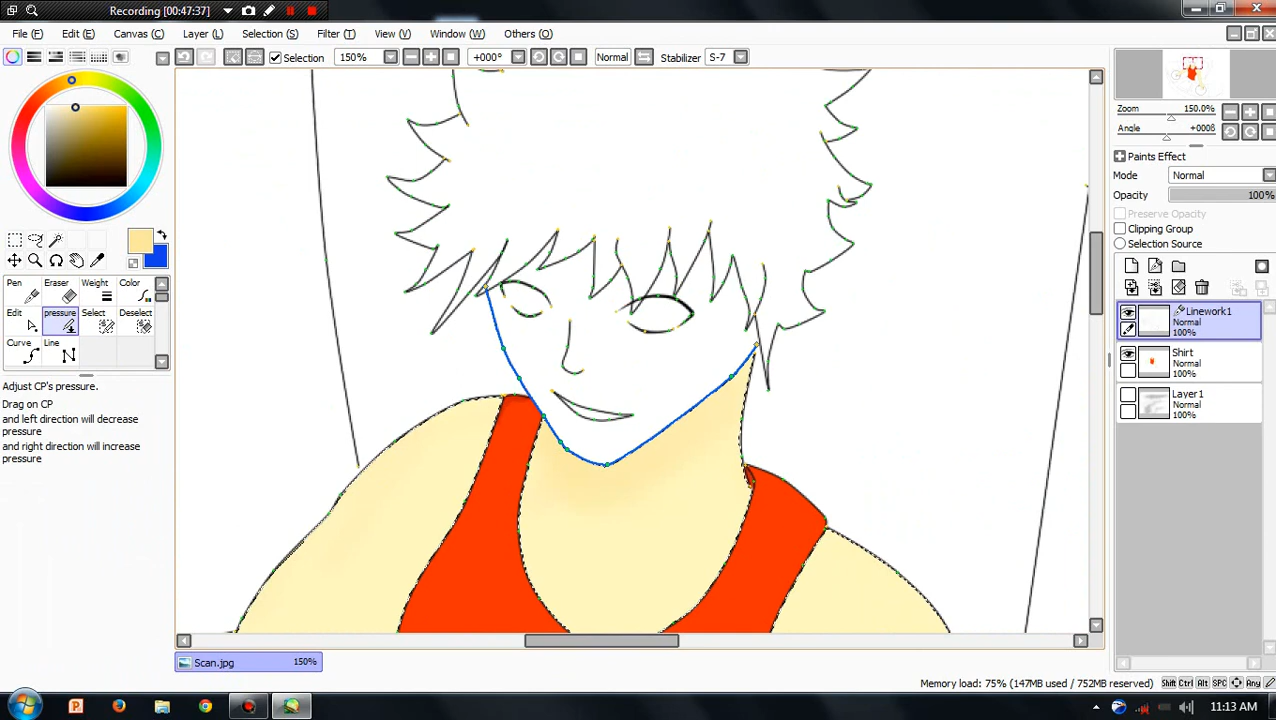 Recording [00:47:37]
File (F) Edit (E) Canvas (C) Layer (L) Selection (S) Filter (T) View (V) Window (W) Others (O)
Selection 150% +000° Normal Stabilizer S-7
Zoom 150.0%
Angle +000ß
Paints Effect
Mode Normal
Opacity 100%
Preserve Opacity
Clipping Group
Selection Source
Pen Eraser Weight Color
Edit pressure Select Deselect
Curve Line
Linework1
Normal
100%
Shirt
Normal
100%
Layer1
Normal
100%
Adjust CP's pressure.
Drag on CP
and left direction will decrease
pressure
and right direction will increase
pressure
Scan.jpg 150%
Memory load: 75% (147MB used / 752MB reserved)
Shift Ctrl Alt SPC Any
11:13 AM